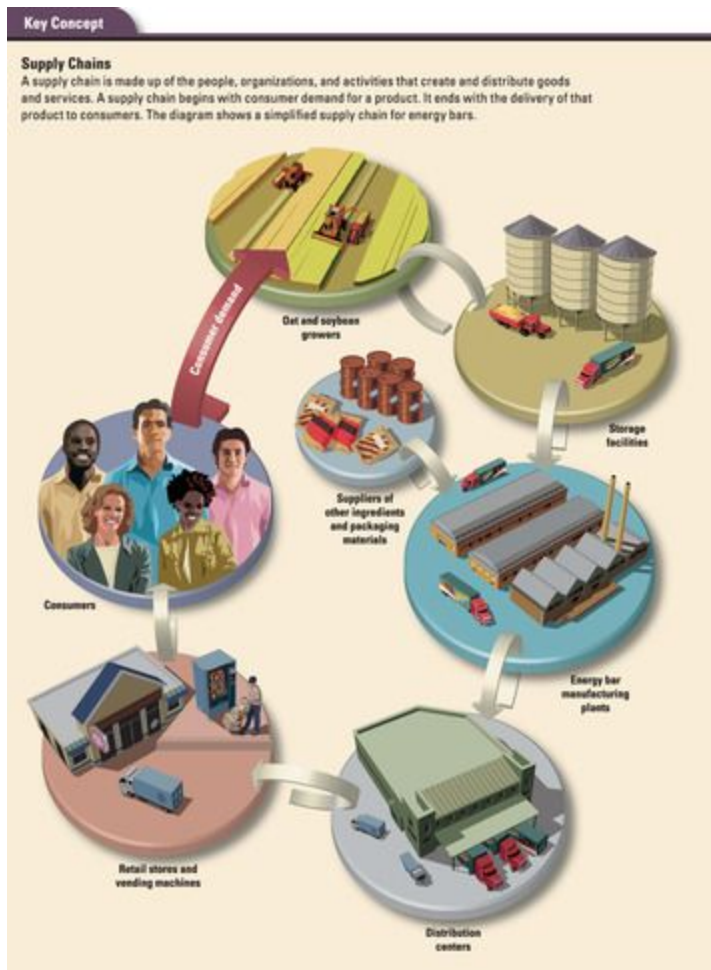 Key Concept
Supply Chains
A supply chain is made up of the people, organizations, and activities that create and distribute goods
and services. A supply chain begins with consumer demand for a product. It ends with the delivery of that
product to consumers. The diagram shows a simplified supply chain for energy bars.
Consumer demand
Oat and soybean
growers
Storage
facilities
Suppliers of
other ingredients
and packaging
materials
Consumers
Energy bar
manufacturing
plants
Retail stores and
vending machines
Distribution
centers